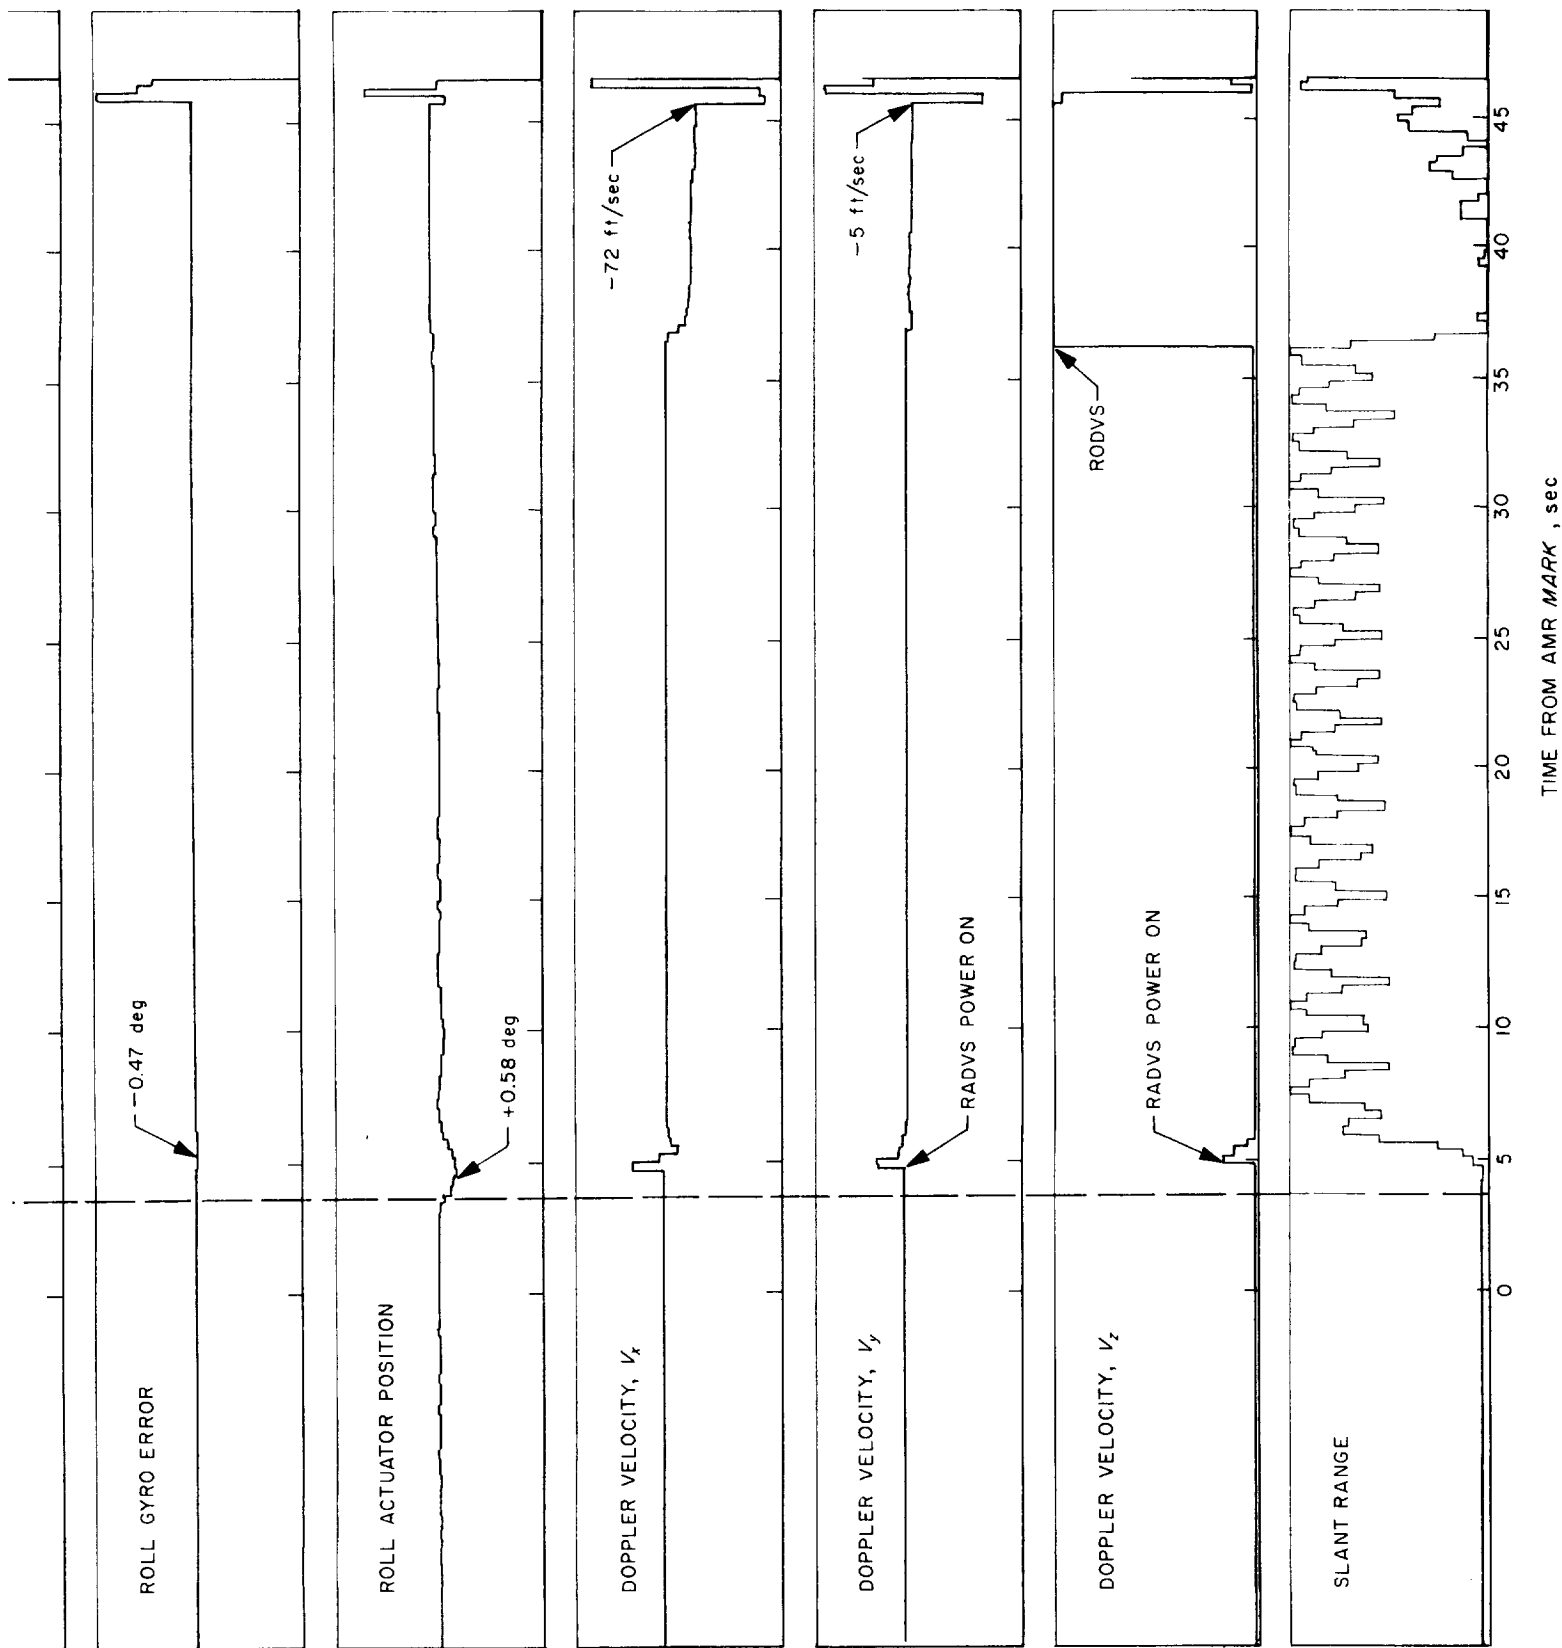 ROLL GYRO ERROR
−0.47 deg
ROLL ACTUATOR POSITION
+0.58 deg
DOPPLER VELOCITY, Vx
−72 ft/sec
DOPPLER VELOCITY, Vy
RADVS POWER ON
−5 ft/sec
DOPPLER VELOCITY, Vz
RADVS POWER ON
RODVS
SLANT RANGE
0 5 10 15 20 25 30 35 40 45
TIME FROM AMR MARK, sec